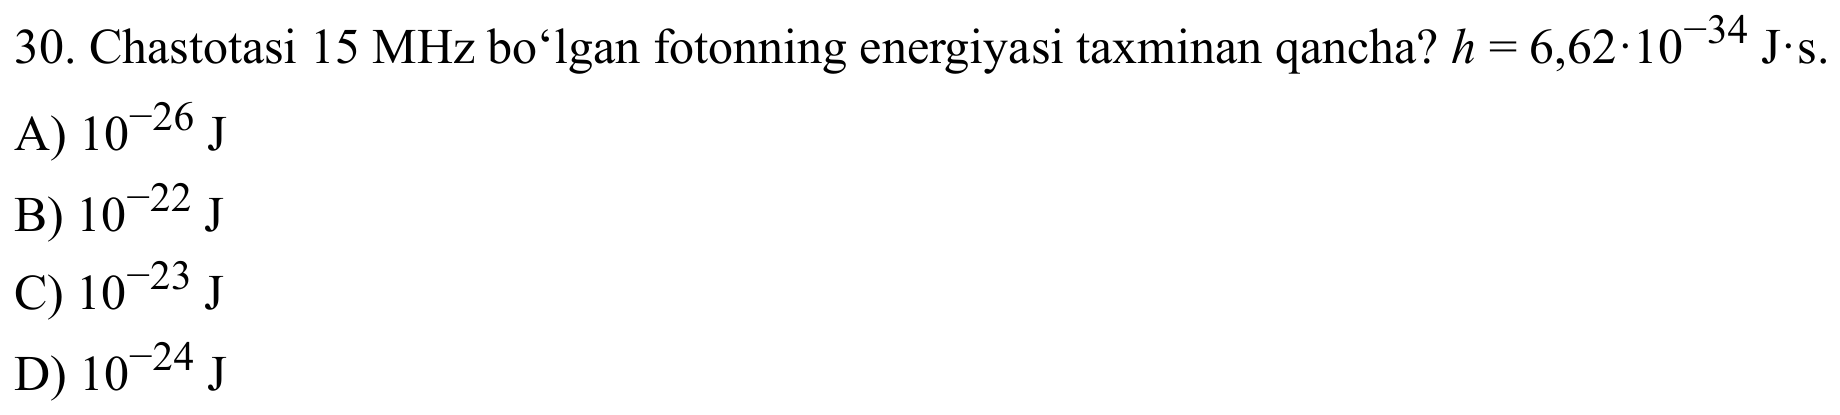 30. Chastotasi 15 MHz bo‘lgan fotonning energiyasi taxminan qancha? h = 6,62·10⁻³⁴ J·s.
A) 10⁻²⁶ J
B) 10⁻²² J
C) 10⁻²³ J
D) 10⁻²⁴ J